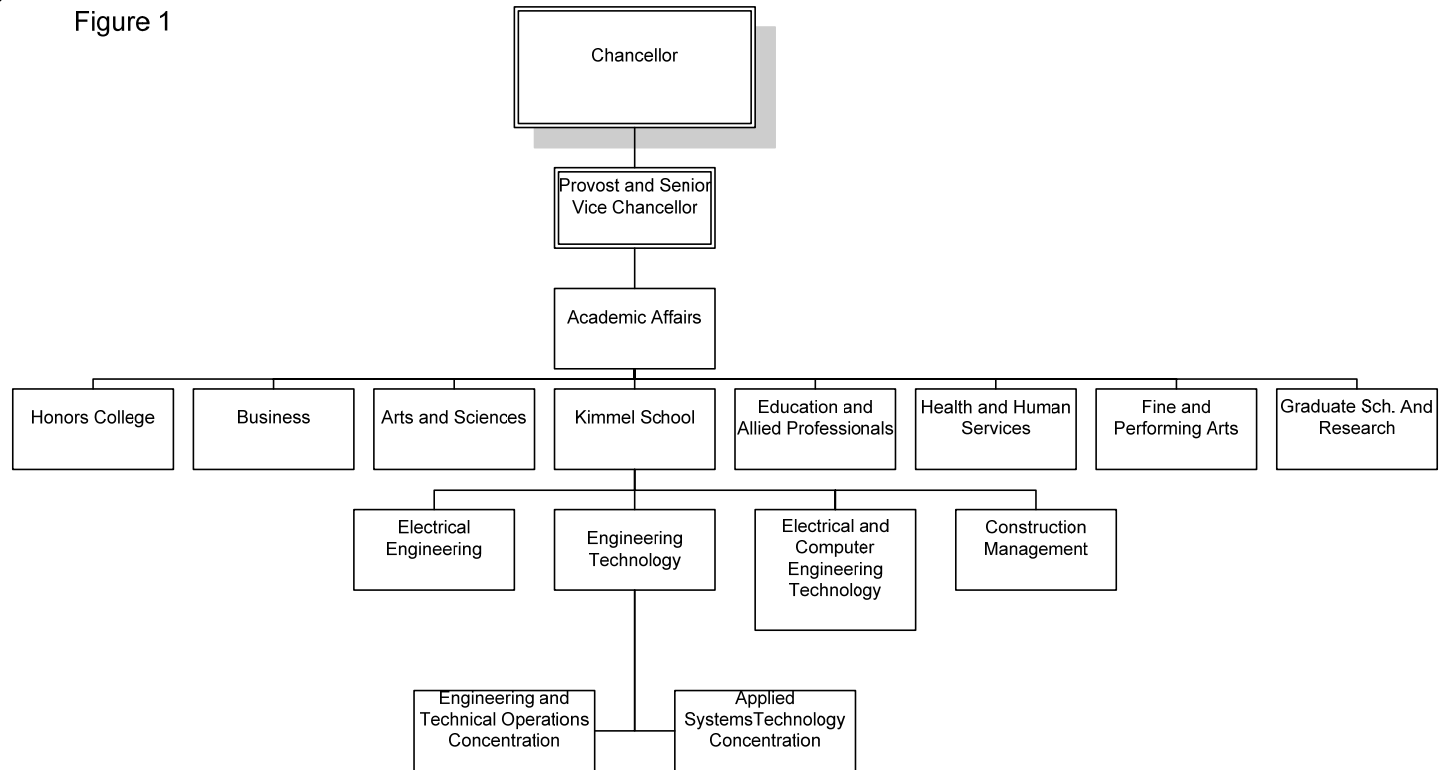 Figure 1
Chancellor
Provost and Senior
Vice Chancellor
Academic Affairs
Honors College
Business
Arts and Sciences
Kimmel School
Education and
Allied Professionals
Health and Human
Services
Fine and
Performing Arts
Graduate Sch. And
Research
Electrical
Engineering
Engineering
Technology
Electrical and
Computer
Engineering
Technology
Construction
Management
Engineering and
Technical Operations
Concentration
Applied
SystemsTechnology
Concentration